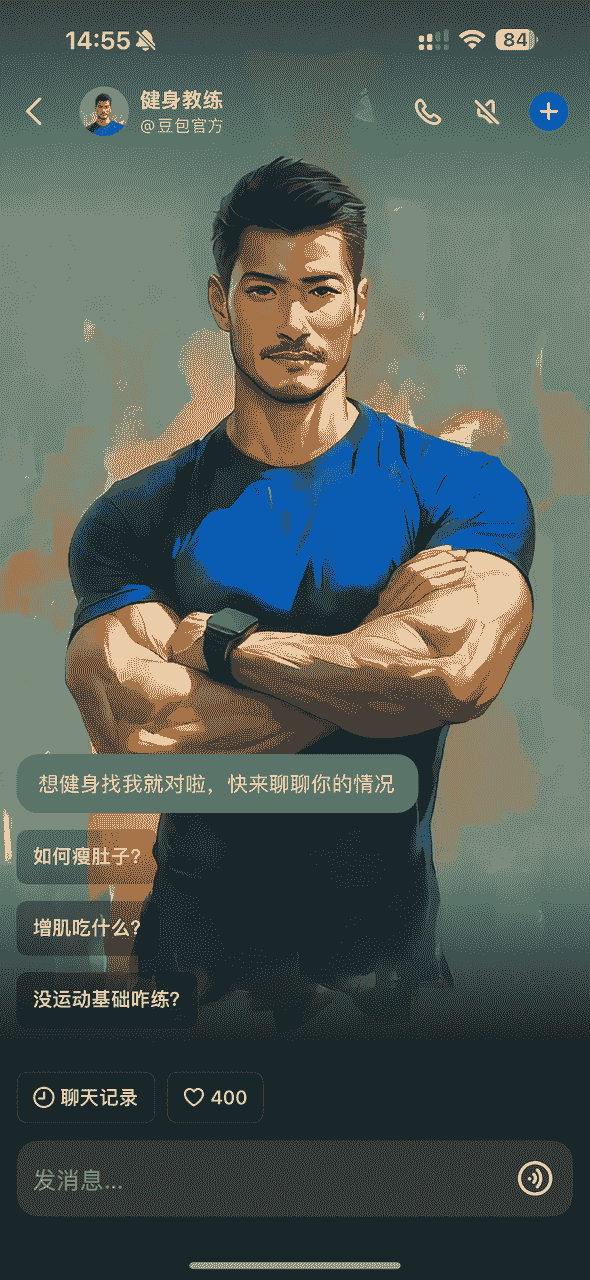 14:55
84
健身教练
@豆包官方
想健身找我就对啦，快来聊聊你的情况
如何瘦肚子?
增肌吃什么?
没运动基础咋练?
聊天记录
400
发消息...